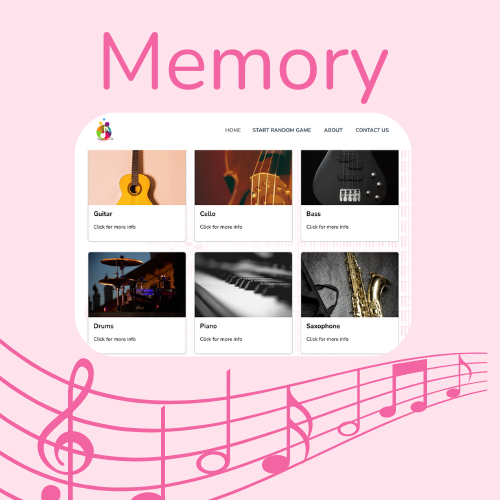 Memory
HOME START RANDOM GAME ABOUT CONTACT US
Guitar
Click for more info
Cello
Click for more info
Bass
Click for more info
Drums
Click for more info
Piano
Click for more info
Saxophone
Click for more info